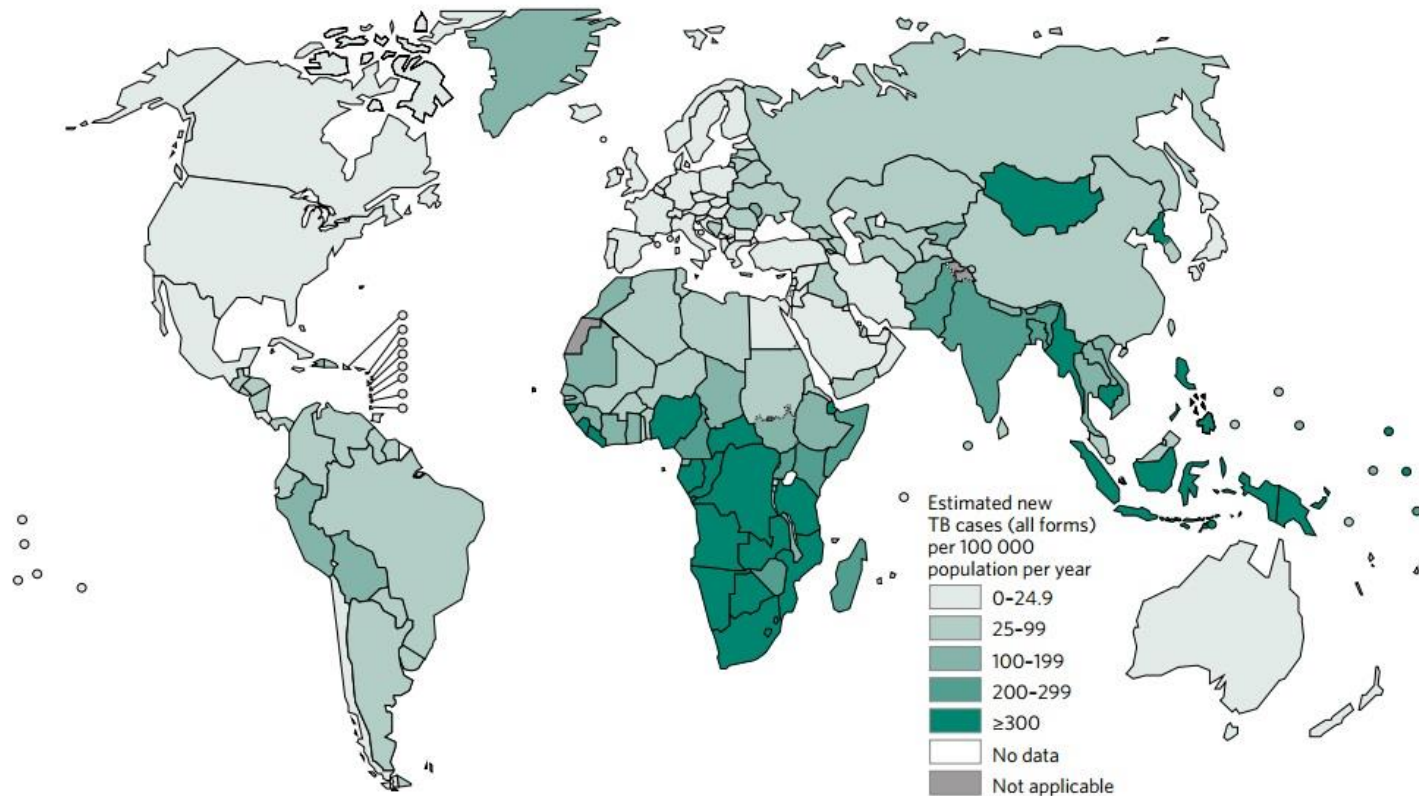 Estimated new
TB cases (all forms)
per 100 000
population per year
0–24.9
25–99
100–199
200–299
≥300
No data
Not applicable